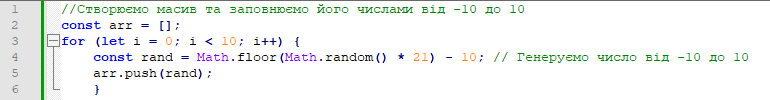 1 //Створюємо масив та заповнюємо його числами від -10 до 10
2 const arr = [];
3 for (let i = 0; i < 10; i++) {
4 const rand = Math.floor(Math.random() * 21) - 10; // Генеруємо число від -10 до 10
5 arr.push(rand);
6 }